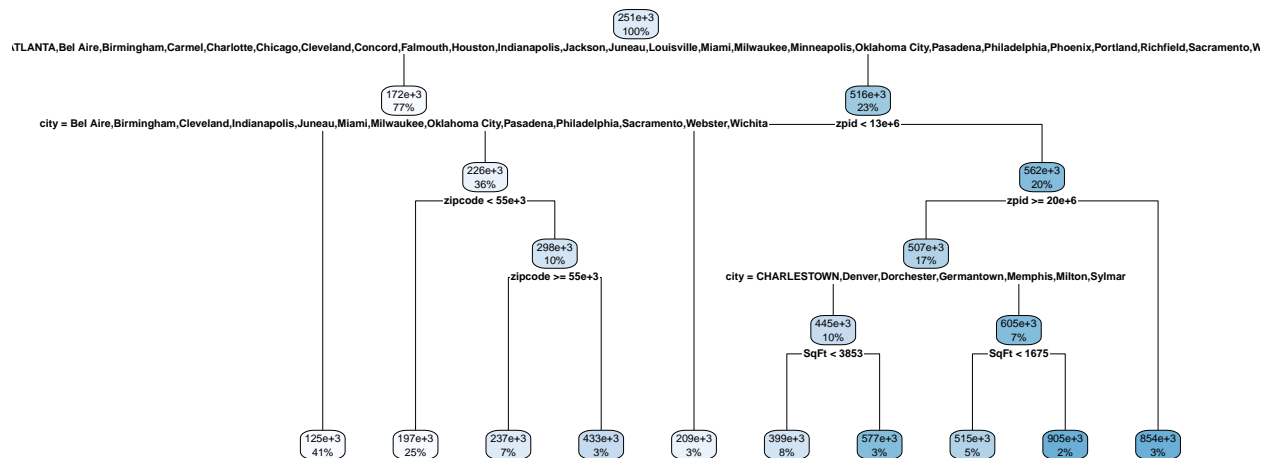 251e+3
100%
ATLANTA,Bel Aire,Birmingham,Carmel,Charlotte,Chicago,Cleveland,Concord,Falmouth,Houston,Indianapolis,Jackson,Juneau,Louisville,Miami,Milwaukee,Minneapolis,Oklahoma City,Pasadena,Philadelphia,Phoenix,Portland,Richfield,Sacramento,W
172e+3
77%
516e+3
23%
city = Bel Aire,Birmingham,Cleveland,Indianapolis,Juneau,Miami,Milwaukee,Oklahoma City,Pasadena,Philadelphia,Sacramento,Webster,Wichita
zpid < 13e+6
226e+3
36%
562e+3
20%
zipcode < 55e+3
zpid >= 20e+6
298e+3
10%
507e+3
17%
zipcode >= 55e+3
city = CHARLESTOWN,Denver,Dorchester,Germantown,Memphis,Milton,Sylmar
445e+3
10%
605e+3
7%
SqFt < 3853
SqFt < 1675
125e+3
41%
197e+3
25%
237e+3
7%
433e+3
3%
209e+3
3%
399e+3
8%
577e+3
3%
515e+3
5%
905e+3
2%
854e+3
3%